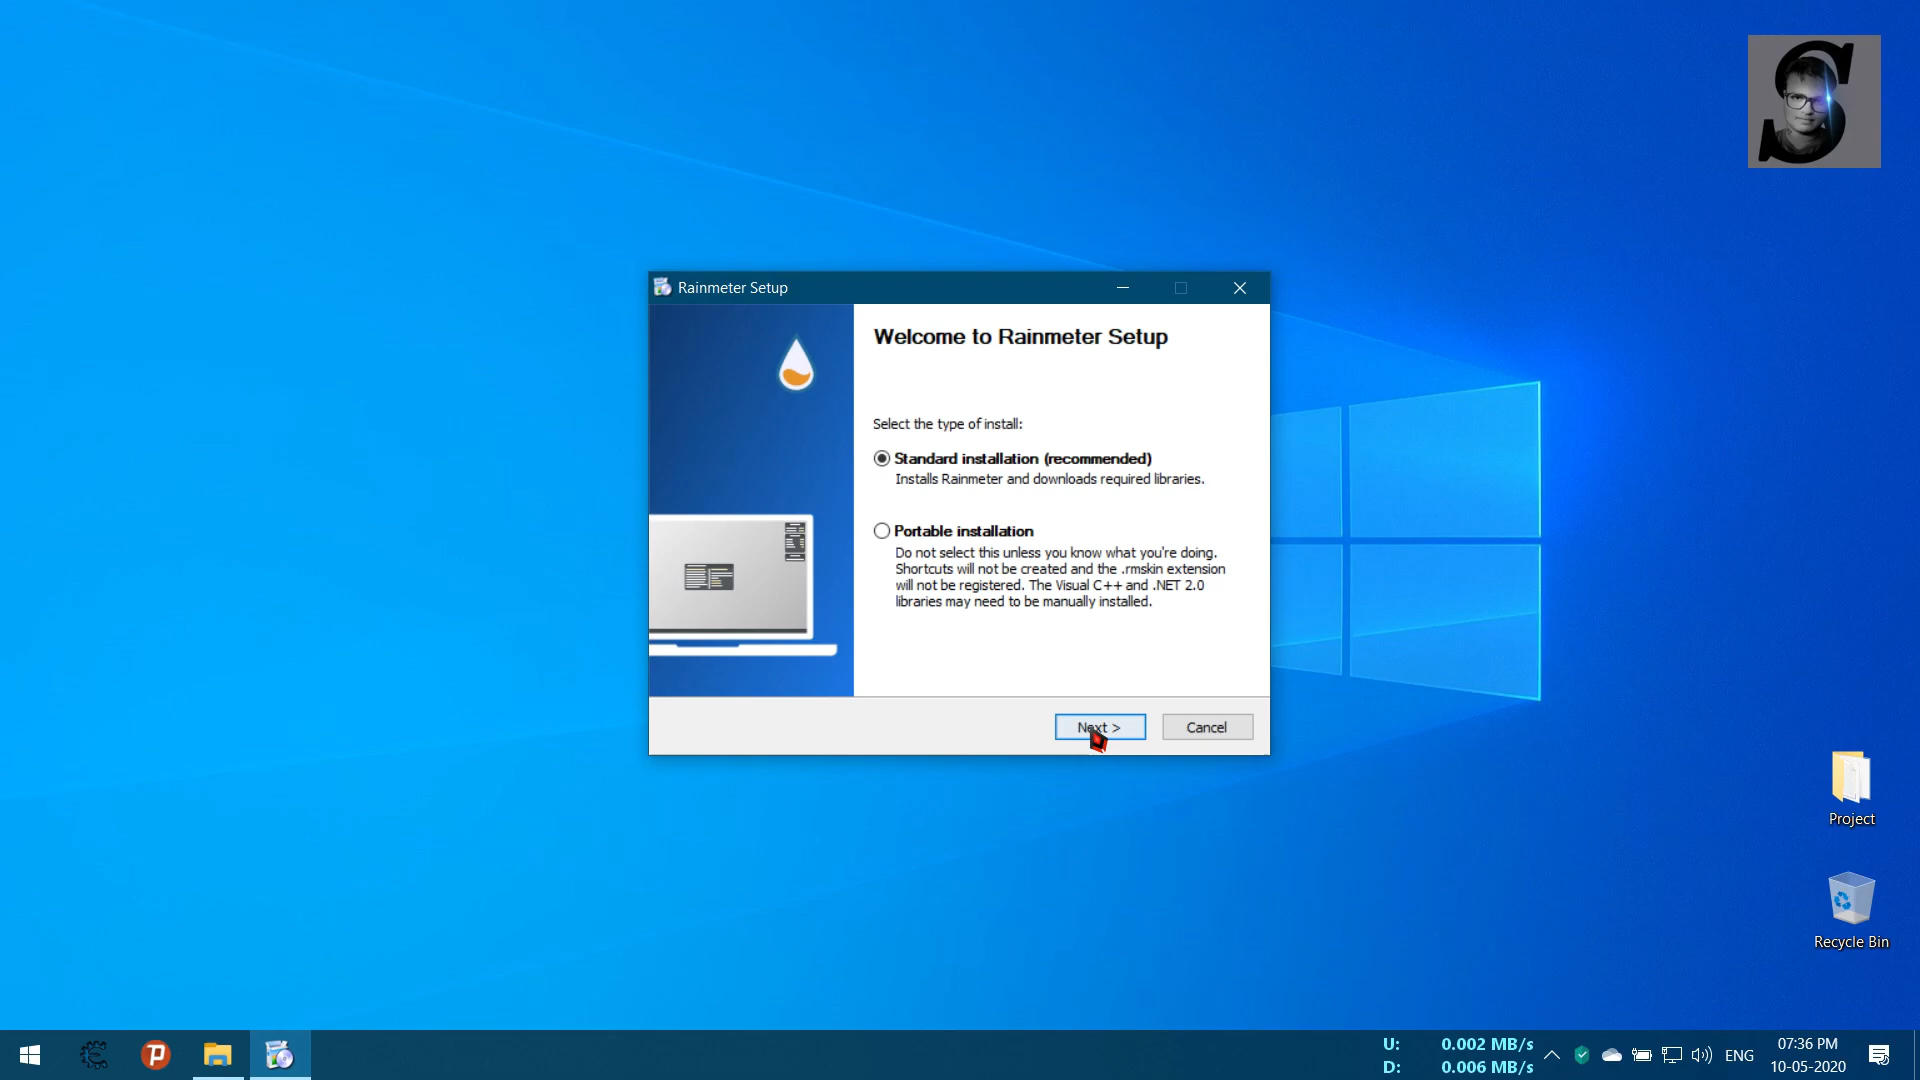 Rainmeter Setup
Welcome to Rainmeter Setup
Select the type of install:
Standard installation (recommended)
Installs Rainmeter and downloads required libraries.
Portable installation
Do not select this unless you know what you're doing.
Shortcuts will not be created and the .rmskin extension
will not be registered. The Visual C++ and .NET 2.0
libraries may need to be manually installed.
Next >
Cancel
S
Project
Recycle Bin
U: 0.002 MB/s
D: 0.006 MB/s
ENG
07:36 PM
10-05-2020